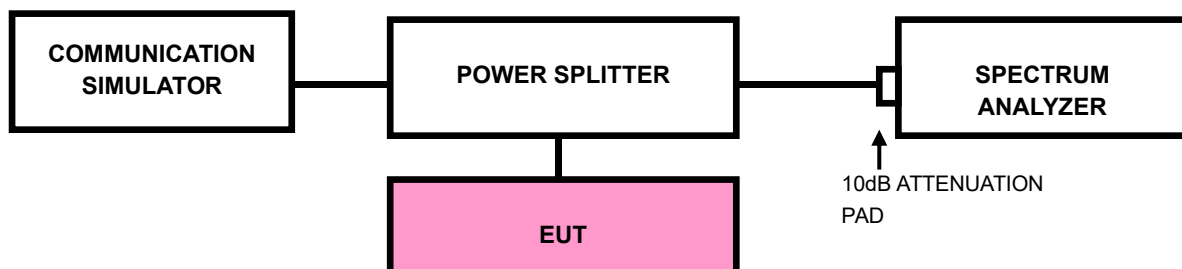 COMMUNICATION
SIMULATOR
POWER SPLITTER
SPECTRUM
ANALYZER
10dB ATTENUATION
PAD
EUT